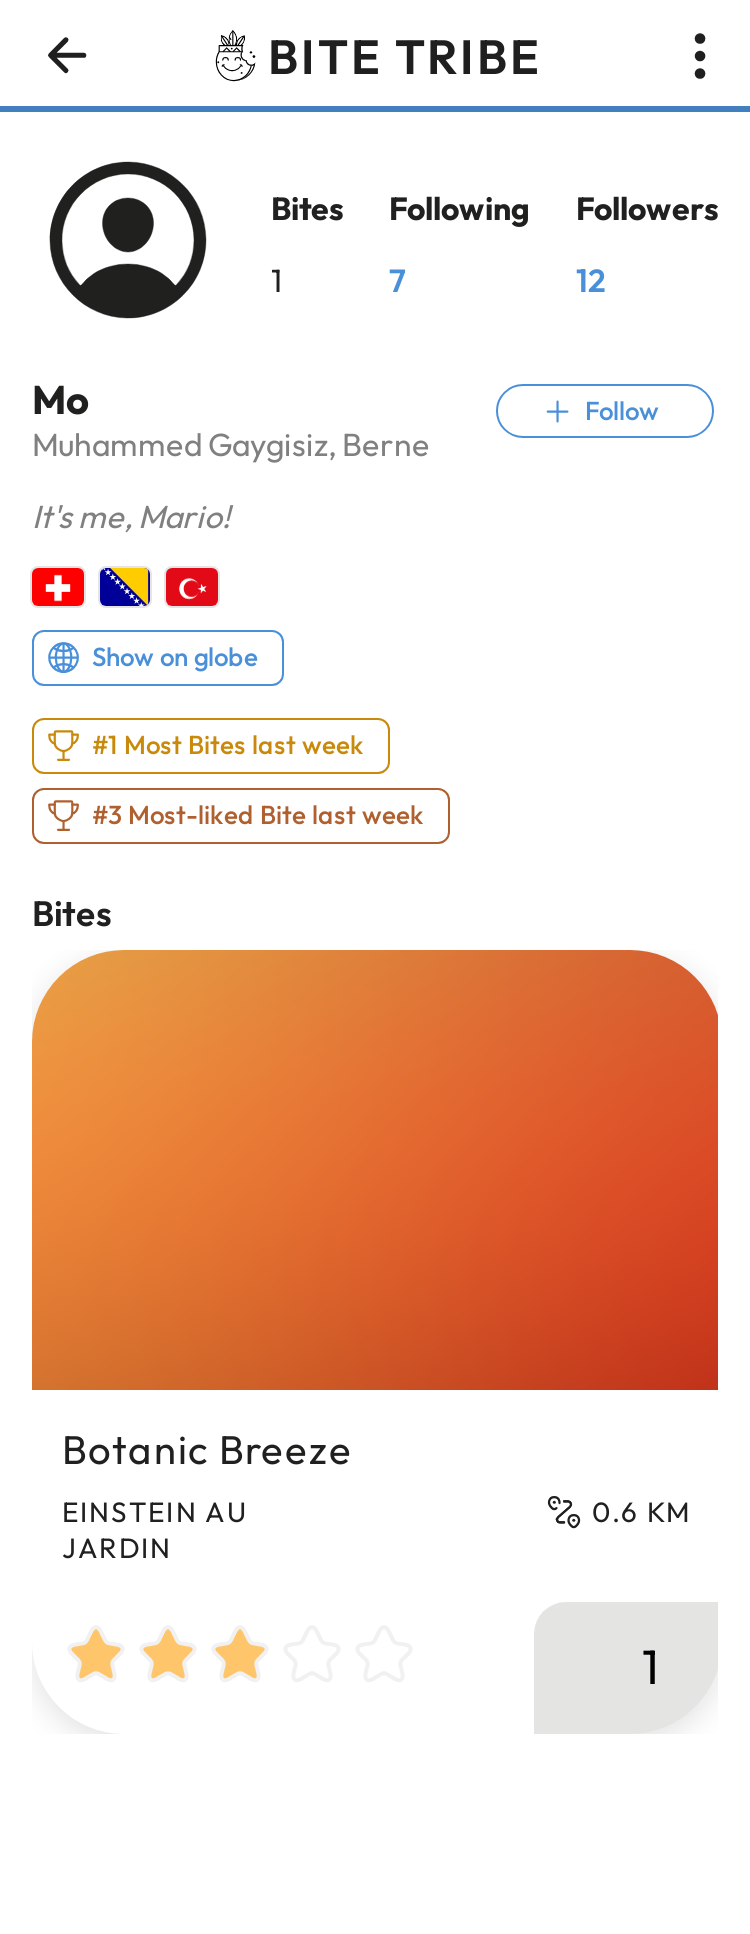 BITE TRIBE
Bites Following Followers
1 7 12
Mo
Follow
Muhammed Gaygisiz, Berne
It's me, Mario!
Show on globe
#1 Most Bites last week
#3 Most-liked Bite last week
Bites
Botanic Breeze
EINSTEIN AU
JARDIN
0.6 KM
1